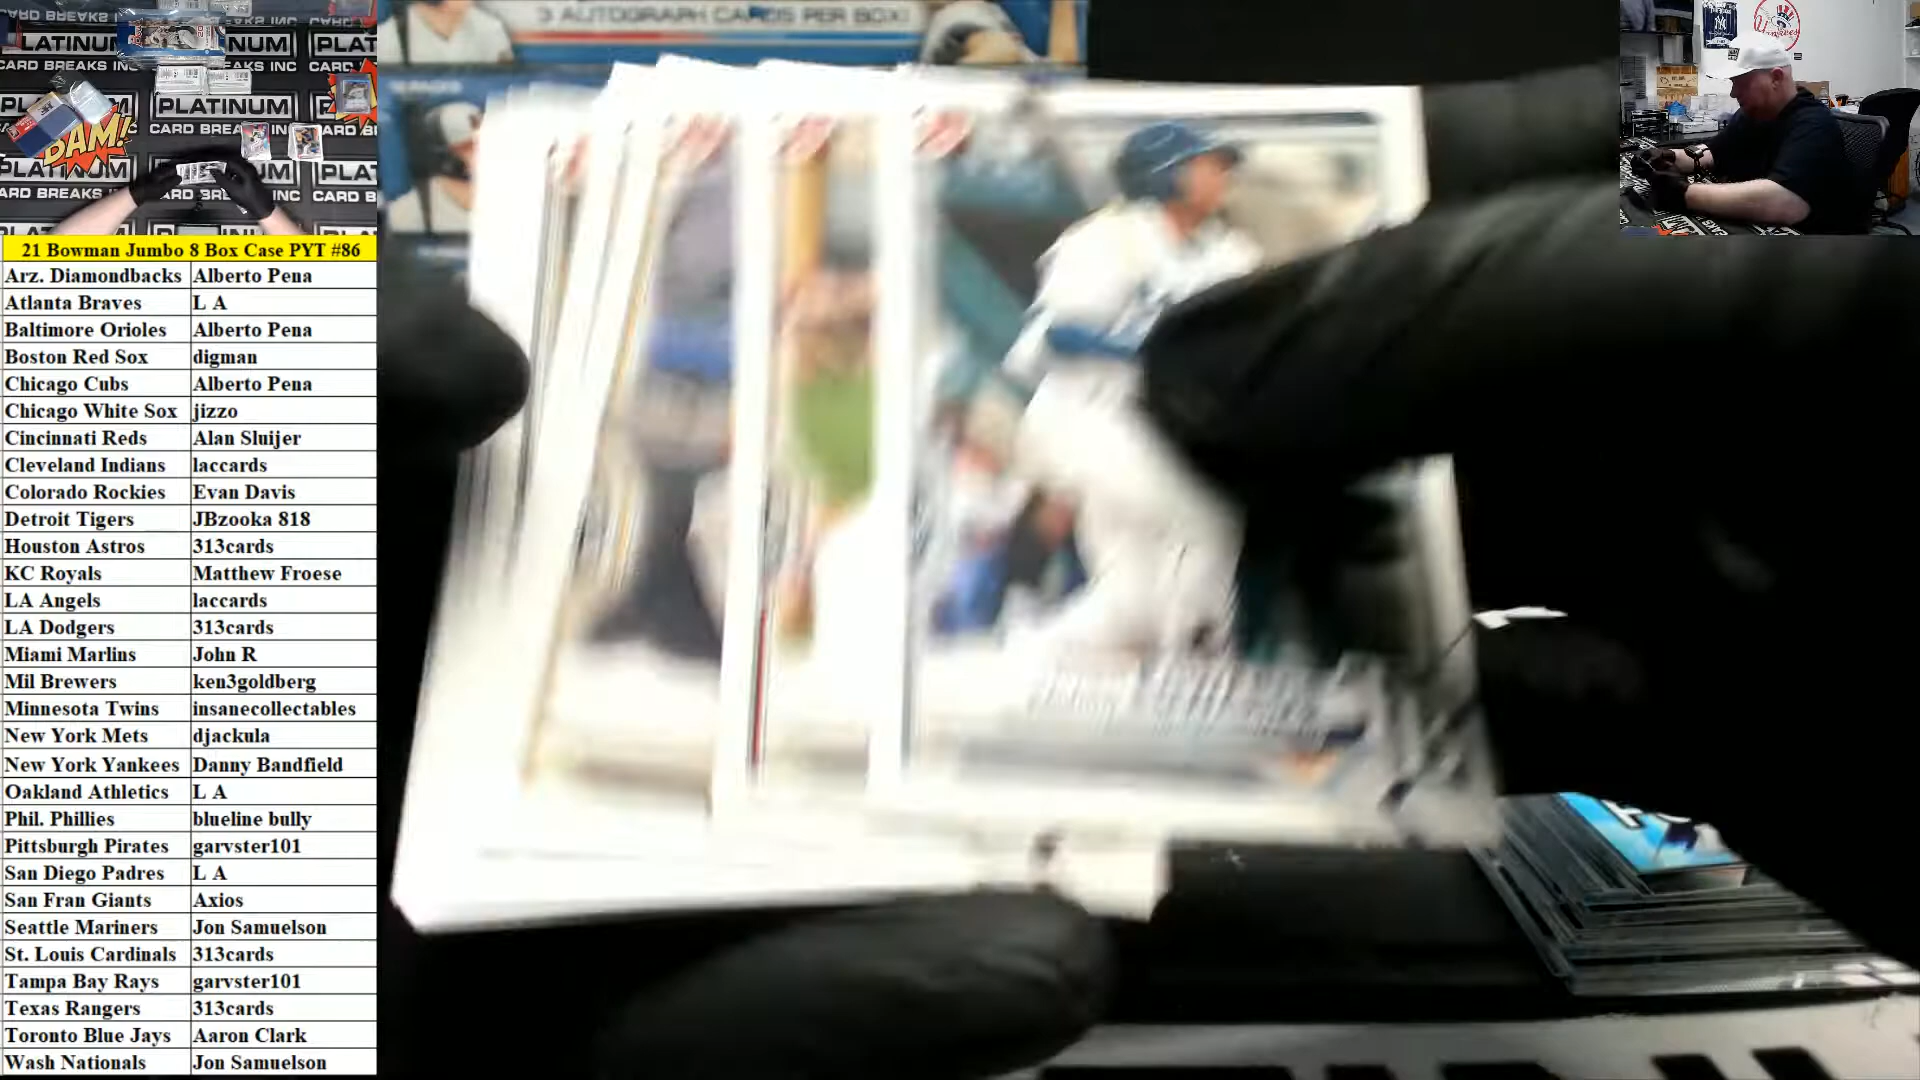 3 AUTOGRAPH CARDS PER BOX!
PLATINUM
CARD BREAKS INC
BAM!
PLATINUM
CARD BREAKS INC
Yankees
21 Bowman Jumbo 8 Box Case PYT #86
Arz. Diamondbacks Alberto Pena
Atlanta Braves L A
Baltimore Orioles Alberto Pena
Boston Red Sox digman
Chicago Cubs Alberto Pena
Chicago White Sox jizzo
Cincinnati Reds Alan Sluijer
Cleveland Indians laccards
Colorado Rockies Evan Davis
Detroit Tigers JBzooka 818
Houston Astros 313cards
KC Royals Matthew Froese
LA Angels laccards
LA Dodgers 313cards
Miami Marlins John R
Mil Brewers ken3goldberg
Minnesota Twins insanecollectables
New York Mets djackula
New York Yankees Danny Bandfield
Oakland Athletics L A
Phil. Phillies blueline bully
Pittsburgh Pirates garvster101
San Diego Padres L A
San Fran Giants Axios
Seattle Mariners Jon Samuelson
St. Louis Cardinals 313cards
Tampa Bay Rays garvster101
Texas Rangers 313cards
Toronto Blue Jays Aaron Clark
Wash Nationals Jon Samuelson